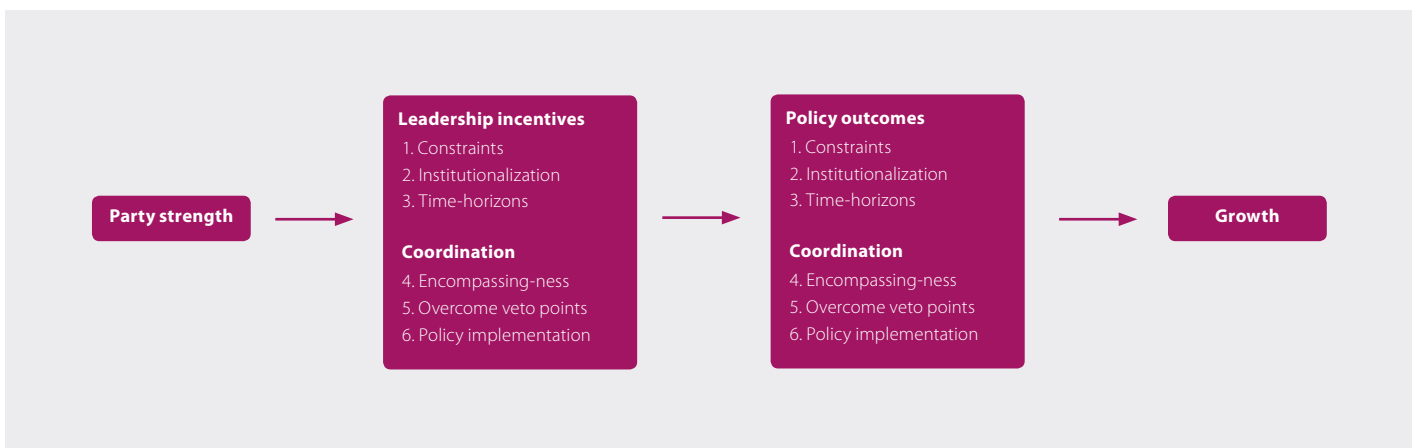 Party strength
Leadership incentives
1. Constraints
2. Institutionalization
3. Time-horizons
Coordination
4. Encompassing-ness
5. Overcome veto points
6. Policy implementation
Policy outcomes
1. Constraints
2. Institutionalization
3. Time-horizons
Coordination
4. Encompassing-ness
5. Overcome veto points
6. Policy implementation
Growth